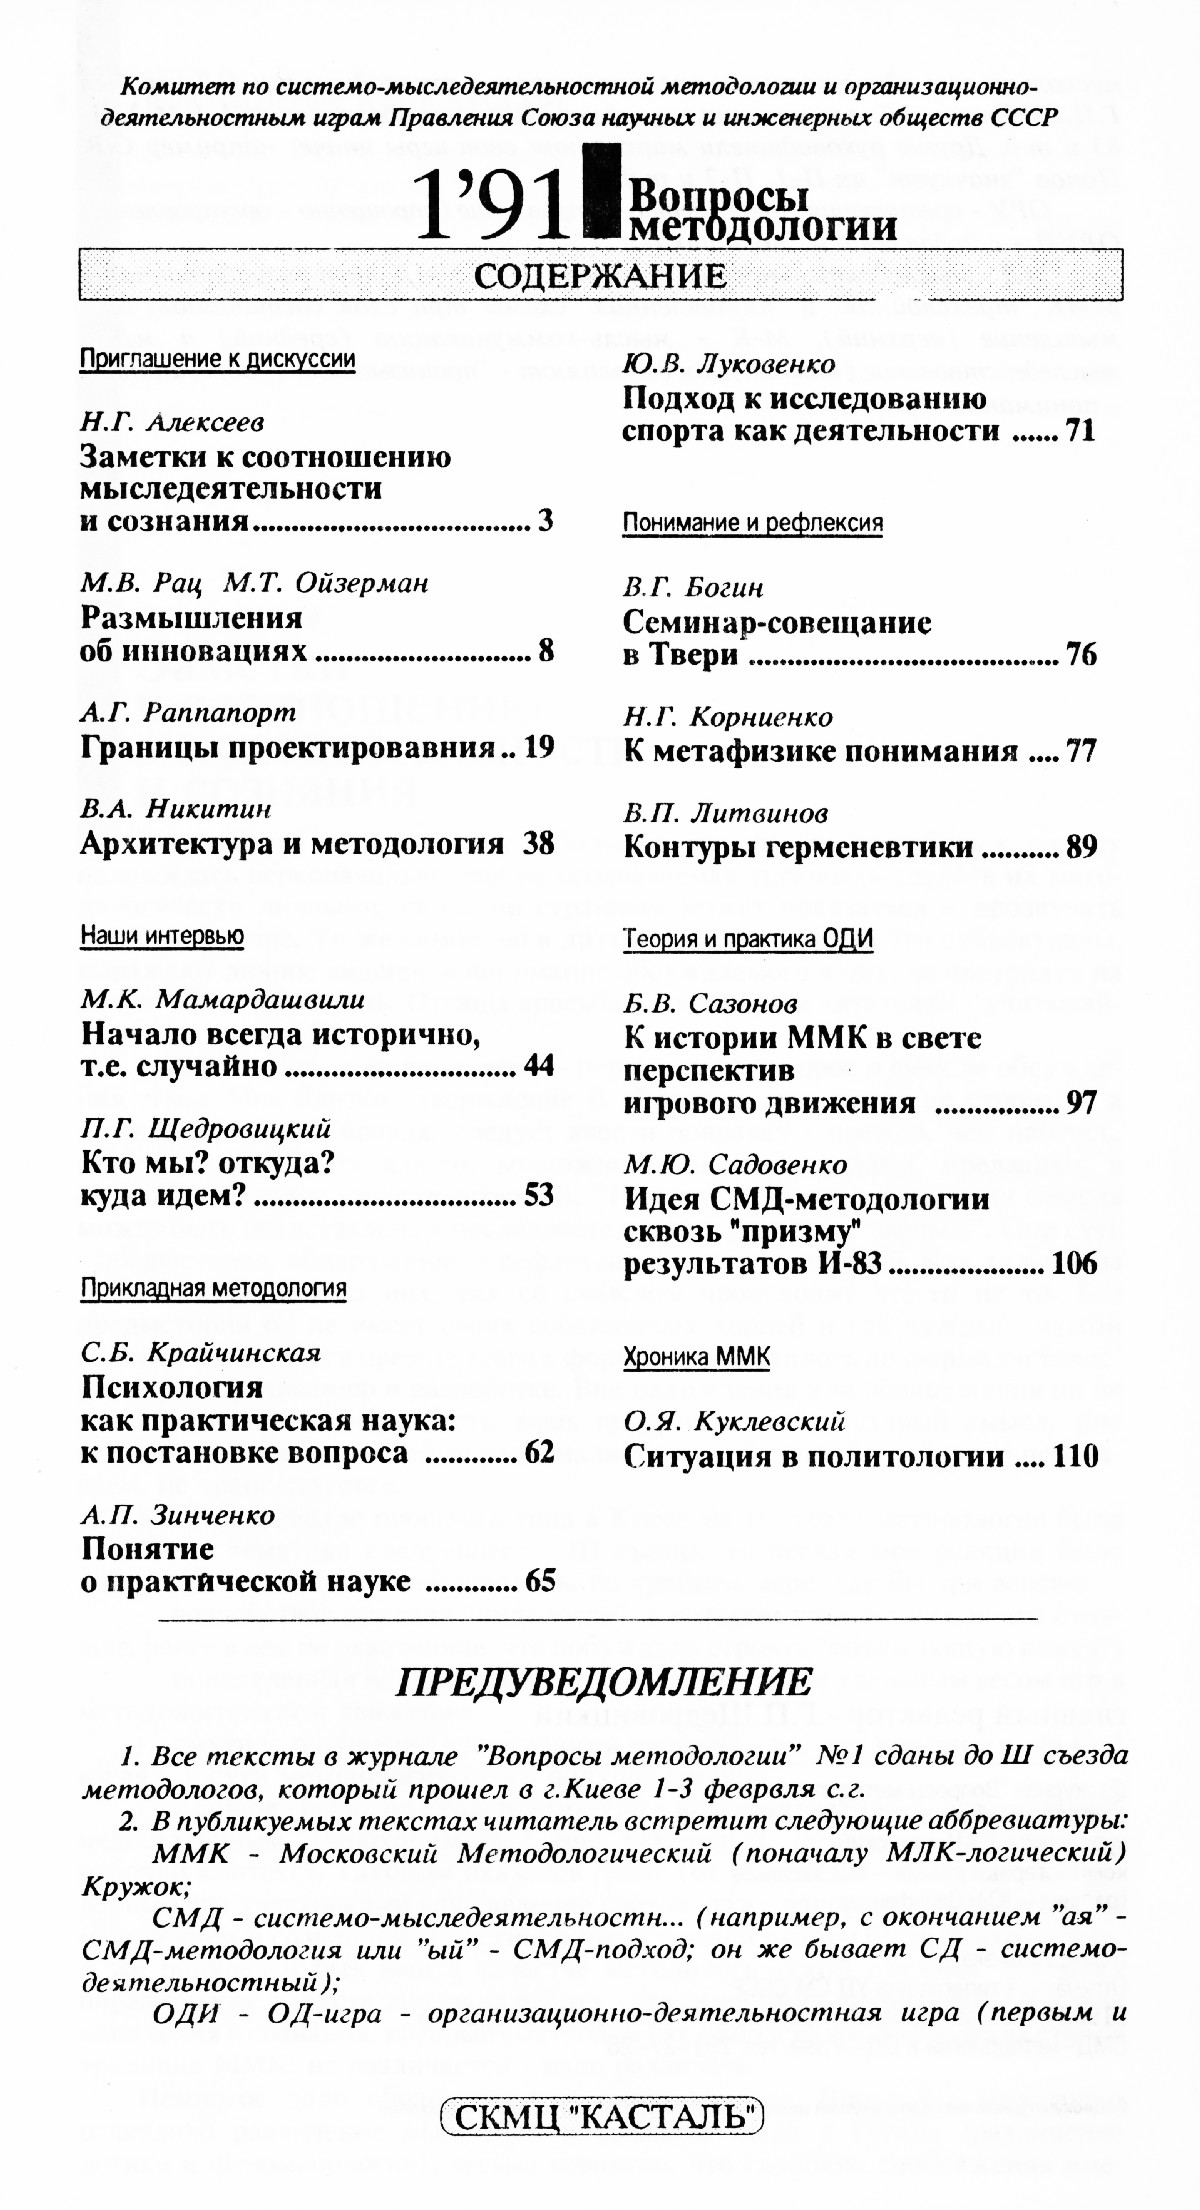 Комитет по системо-мыследеятельностной методологии и организационно-
деятельностным играм Правления Союза научных и инженерных обществ СССР
1’91
Вопросы
методологии
СОДЕРЖАНИЕ
Приглашение к дискуссии
Н.Г. Алексеев
Заметки к соотношению
мыследеятельности
и сознания.................................. 3
М.В. Рац М.Т. Ойзерман
Размышления
об инновациях .......................... 8
А.Г. Раппапорт
Границы проектировавния.. 19
В.А. Никитин
Архитектура и методология 38
Наши интервью
М.К. Мамардашвили
Начало всегда исторично,
т.е. случайно ............................ 44
П.Г. Щедровицкий
Кто мы? откуда?
куда идем? ................................ 53
Прикладная методология
С.Б. Крайчинская
Психология
как практическая наука:
к постановке вопроса ........... 62
А.П. Зинченко
Понятие
о практической науке ........... 65
Ю.В. Луковенко
Подход к исследованию
спорта как деятельности ...... 71
Понимание и рефлексия
В.Г. Богин
Семинар-совещание
в Твери ...................................... 76
Н.Г. Корниенко
К метафизике понимания .... 77
В.П. Литвинов
Контуры герменевтики .......... 89
Теория и практика ОДИ
Б.В. Сазонов
К истории ММК в свете
перспектив
игрового движения ............... 97
М.Ю. Садовенко
Идея СМД-методологии
сквозь "призму"
результатов И-83 ................... 106
Хроника ММК
О.Я. Куклевский
Ситуация в политологии .... 110
ПРЕДУВЕДОМЛЕНИЕ
1. Все тексты в журнале ”Вопросы методологии” №1 сданы до Ш съезда
методологов, который прошел в г.Киеве 1-3 феврвля с.г.
2. В публикуемых текстах читатель встретит следующие аббревиатуры:
ММК - Московский Методологический (поначалу МЛК-логический)
Кружок;
СМД - системо-мыследеятельностн... (например, с окончанием ”ая” -
СМД-методология или ”ый” - СМД-подход; он же бывает СД - системо-
деятельностный);
ОДИ - ОД-игра - организационно-деятельностная игра (первым и
СКМЦ "КАСТАЛЬ"